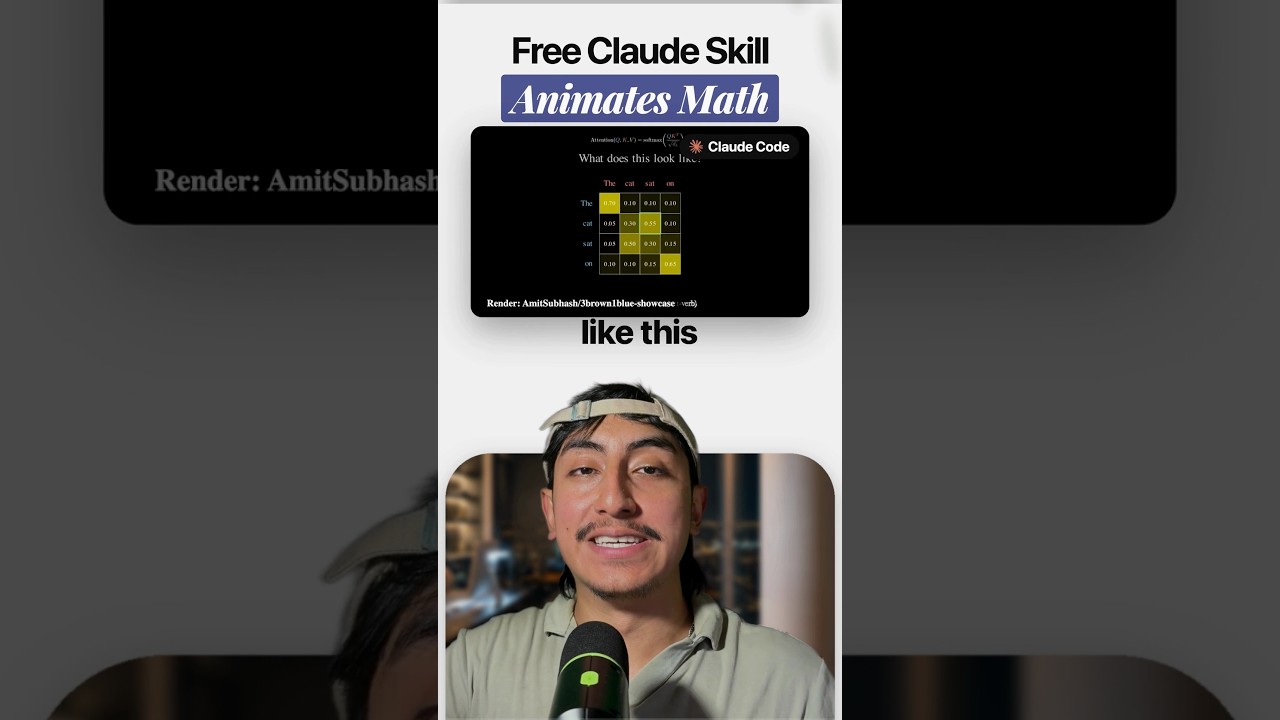 Free Claude Skill
Animates Math
Attention(Q, K, V) = softmax
Claude Code
What does this look like?
The cat sat on
The 0.70 0.10 0.10 0.10
cat 0.05 0.30 0.55 0.10
sat 0.05 0.50 0.30 0.15
on 0.10 0.10 0.15 0.65
Render: AmitSubhash/3brown1blue-showcase
like this
Render: AmitSubhash